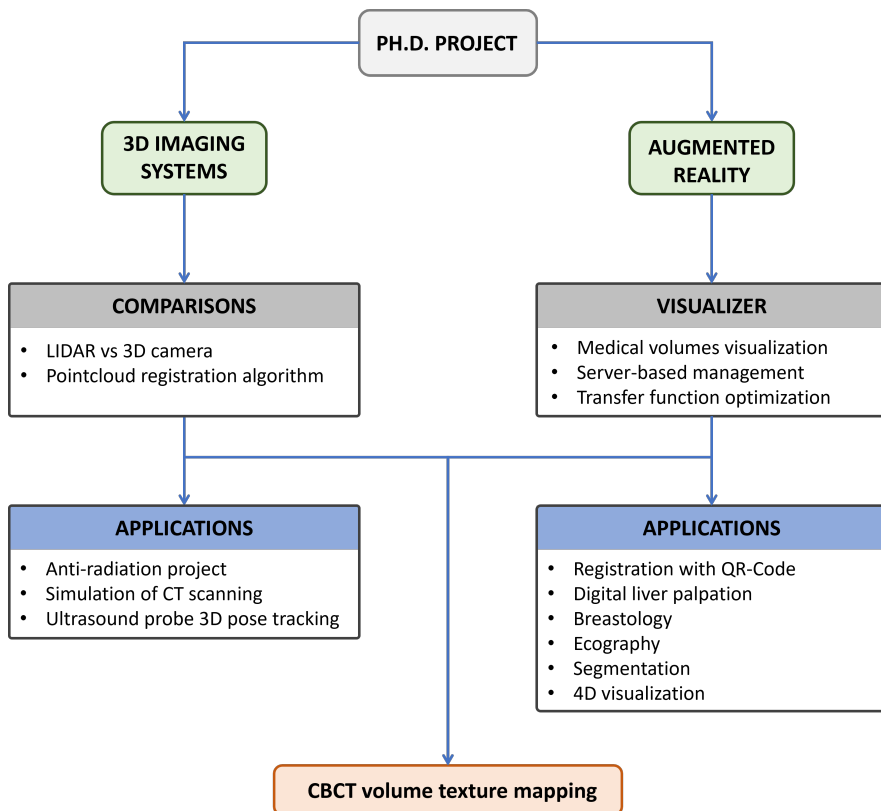 PH.D. PROJECT
3D IMAGING
SYSTEMS
AUGMENTED
REALITY
COMPARISONS
• LIDAR vs 3D camera
• Pointcloud registration algorithm
VISUALIZER
• Medical volumes visualization
• Server-based management
• Transfer function optimization
APPLICATIONS
• Anti-radiation project
• Simulation of CT scanning
• Ultrasound probe 3D pose tracking
APPLICATIONS
• Registration with QR-Code
• Digital liver palpation
• Breastology
• Ecography
• Segmentation
• 4D visualization
CBCT volume texture mapping